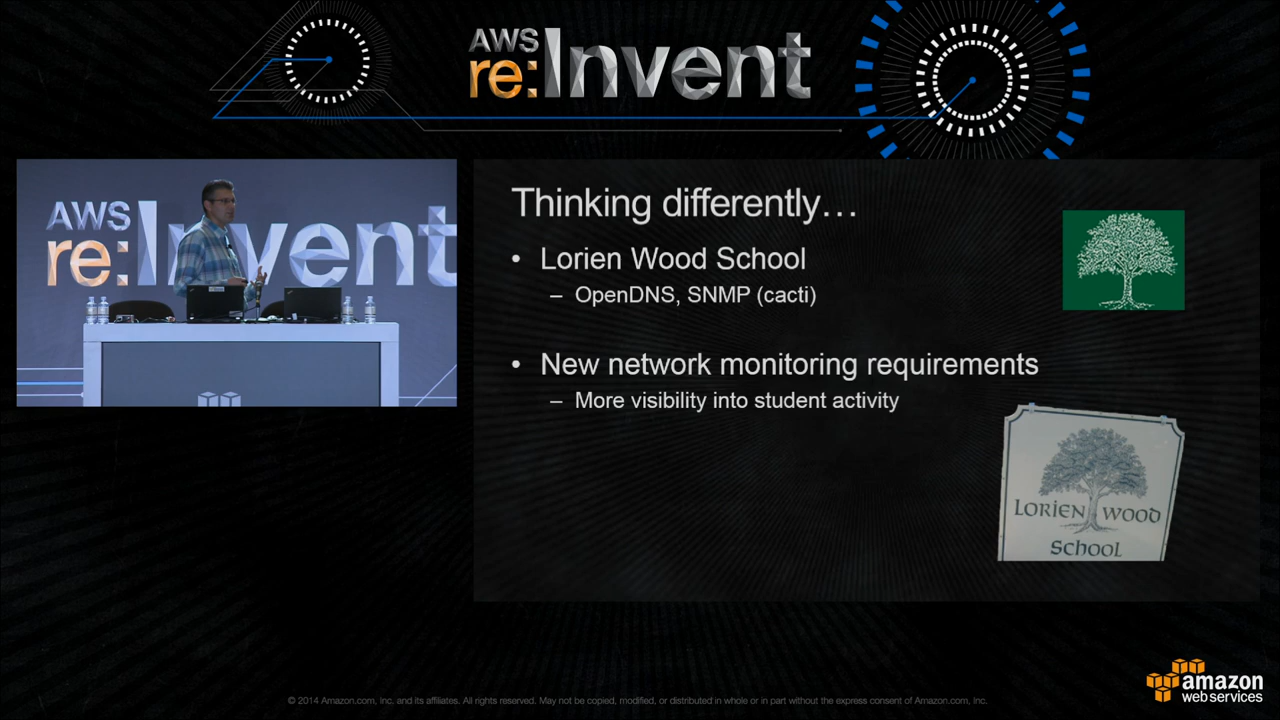 AWS
re:Invent
AWS
re:Invent
Thinking differently…
• Lorien Wood School
– OpenDNS, SNMP (cacti)
• New network monitoring requirements
– More visibility into student activity
LORIEN WOOD
SCHOOL
amazon
web services
© 2014 Amazon.com, Inc. and its affiliates. All rights reserved. May not be copied, modified, or distributed in whole or in part without the express consent of Amazon.com, Inc.